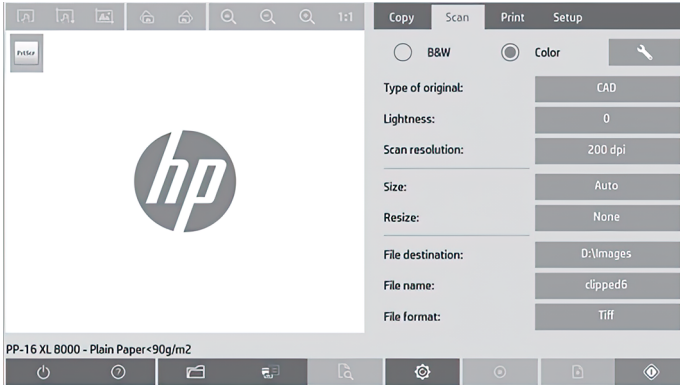 1:1
Copy Scan Print Setup
PrtScr
B&W Color
Type of original: CAD
Lightness: 0
Scan resolution: 200 dpi
Size: Auto
Resize: None
File destination: D:\Images
File name: clipped6
File format: Tiff
hp
PP-16 XL 8000 - Plain Paper<90g/m2